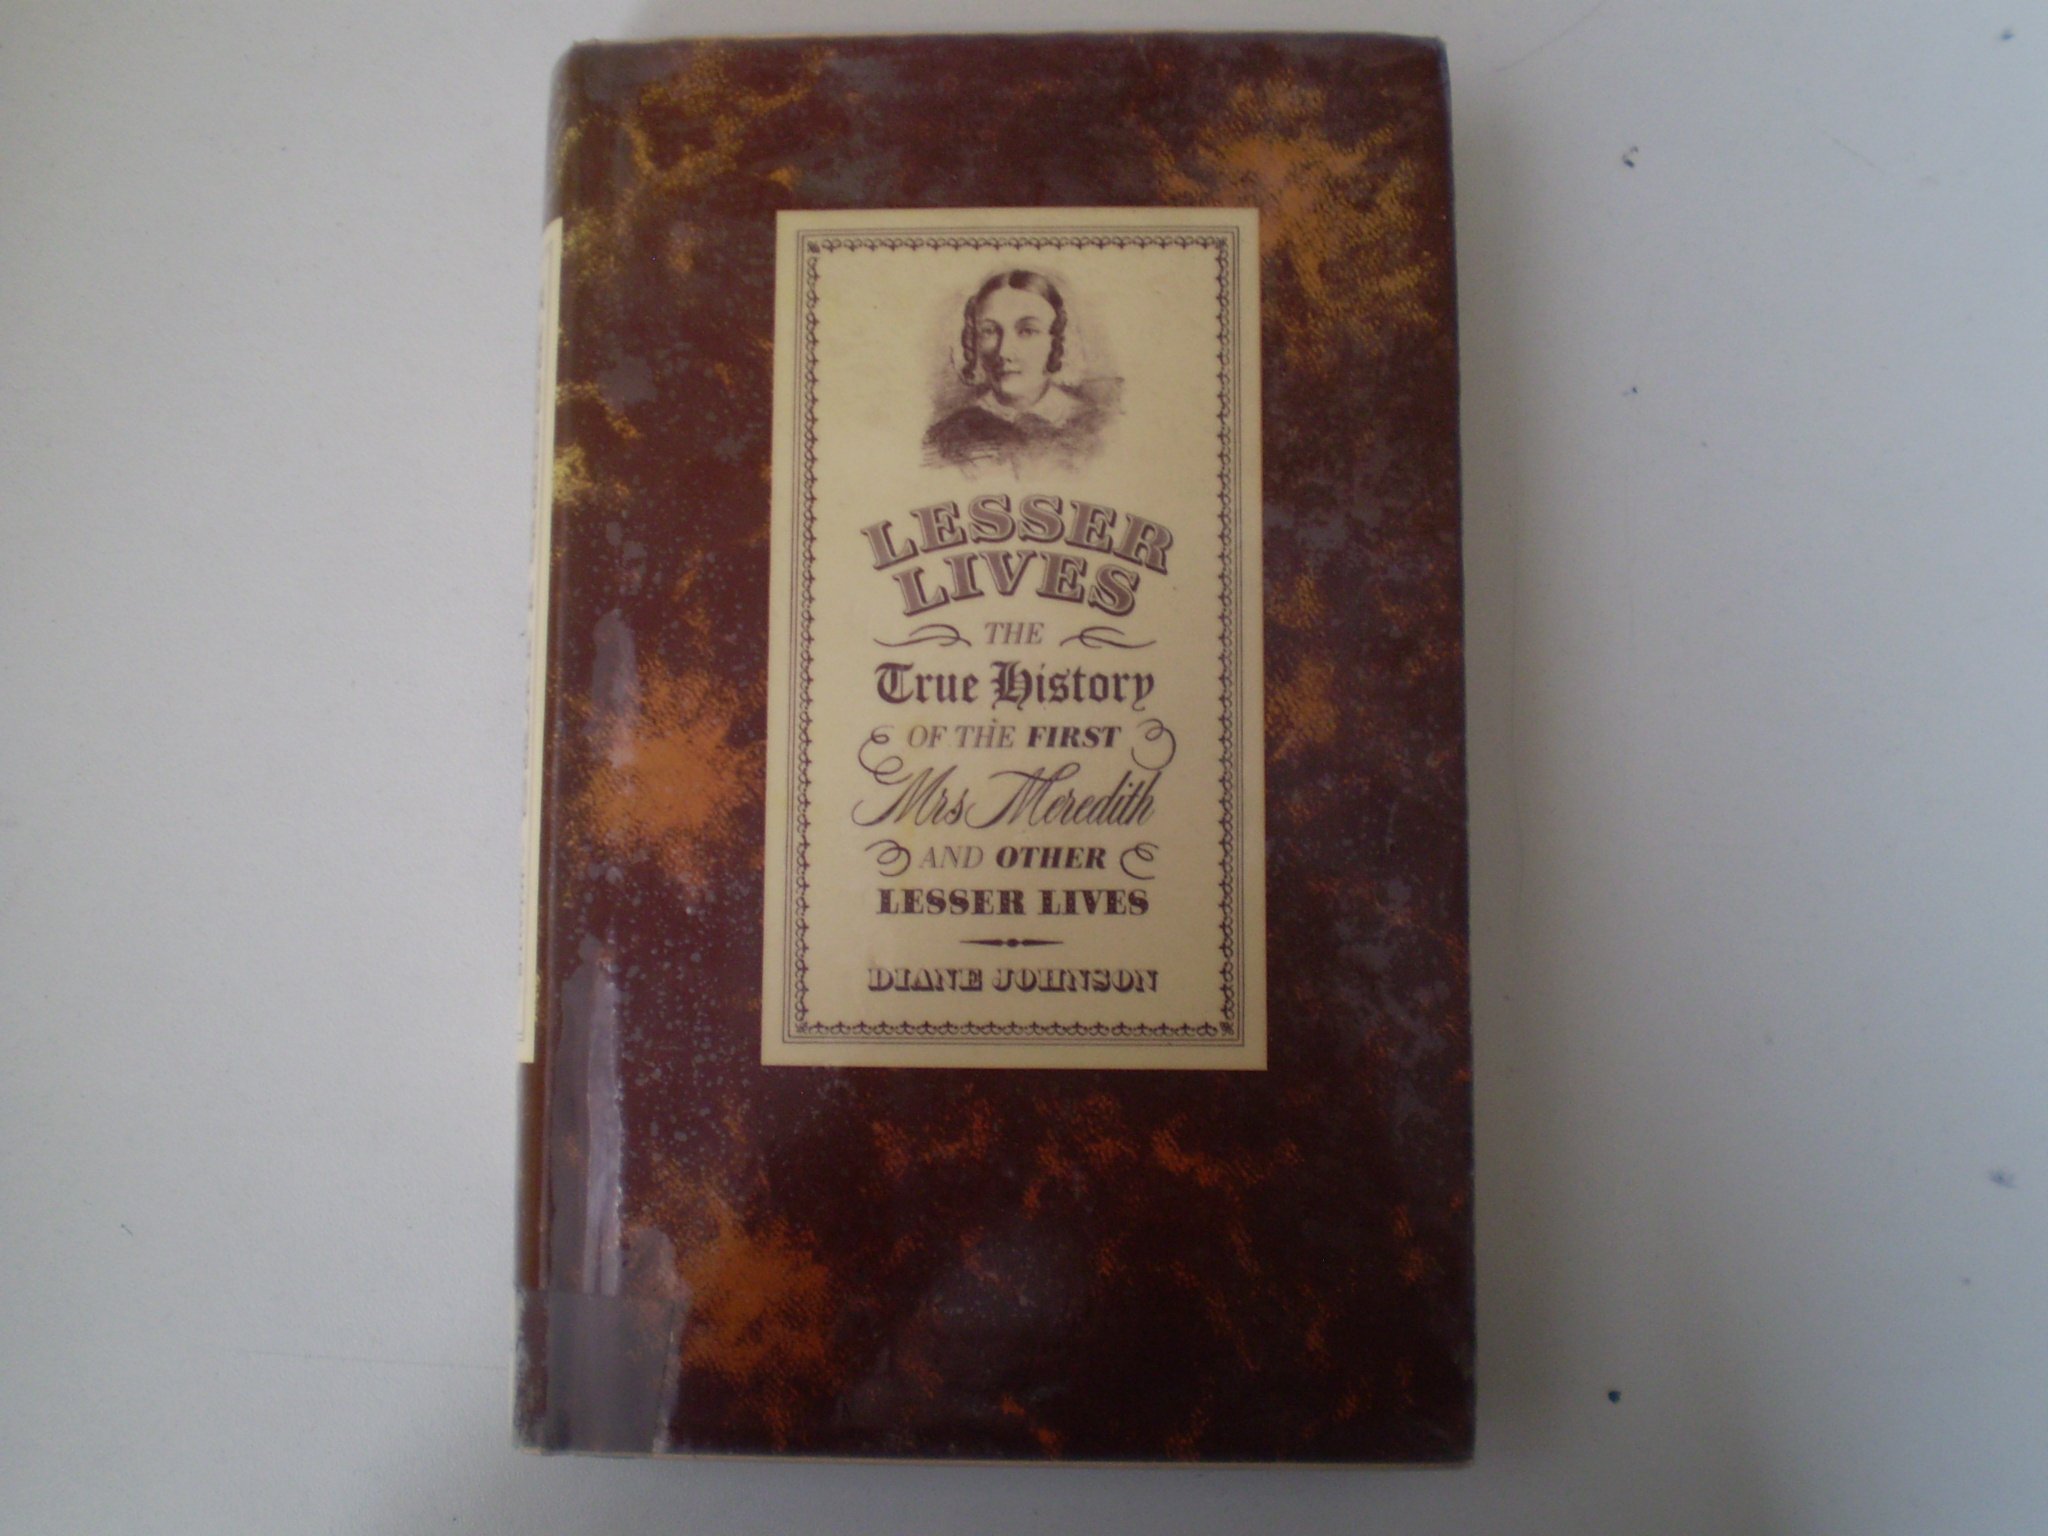 LESSER
LIVES
THE
True History
OF THE FIRST
Mrs Meredith
AND OTHER
LESSER LIVES
DIANE JOHNSON